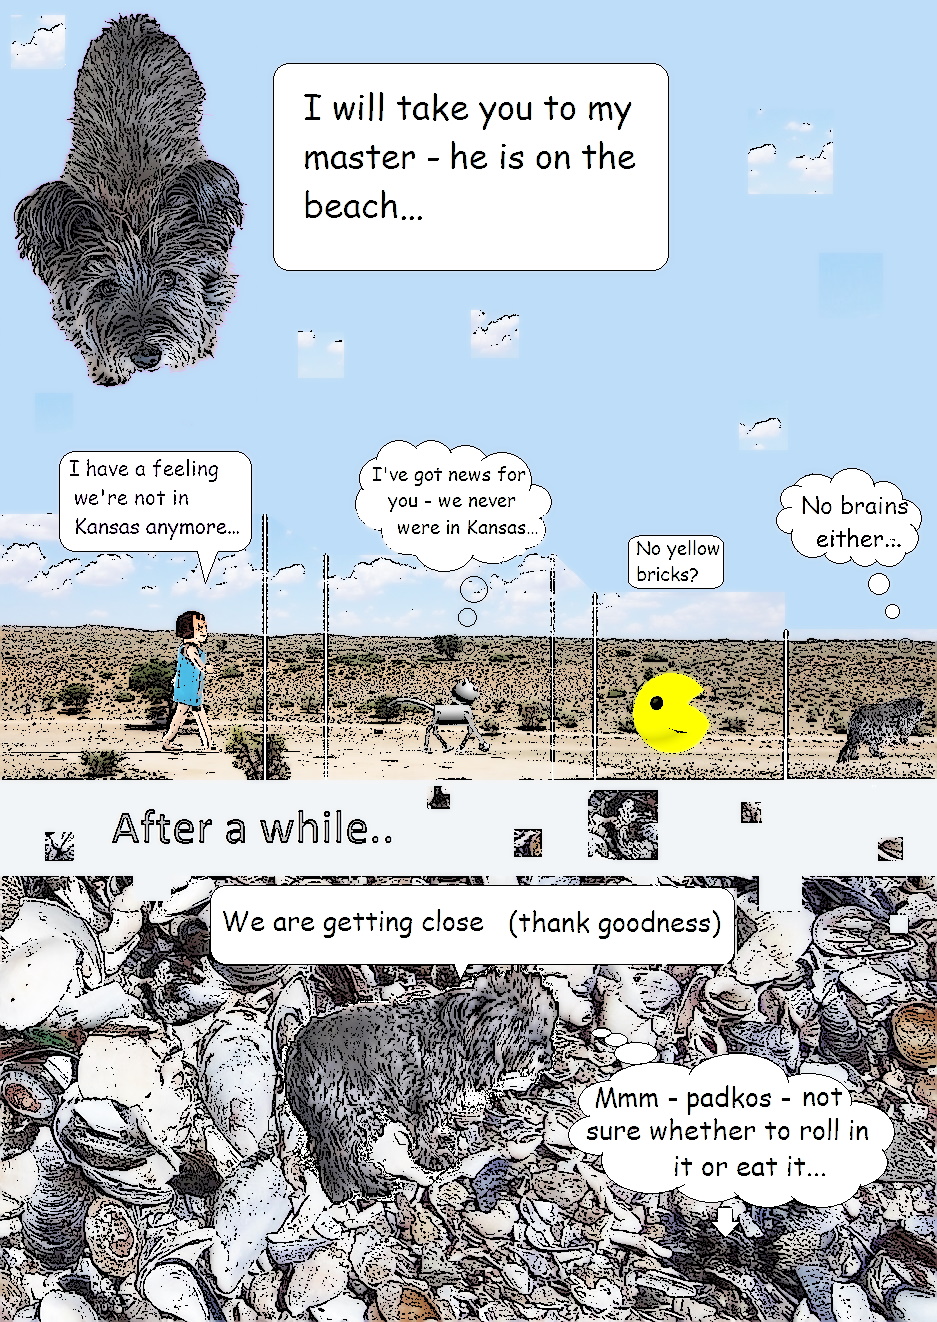 I will take you to my
master - he is on the
beach...
I have a feeling
we're not in
Kansas anymore...
I've got news for
you - we never
were in Kansas...
No yellow
bricks?
No brains
either...
After a while..
We are getting close (thank goodness)
Mmm - padkos - not
sure whether to roll in
it or eat it...